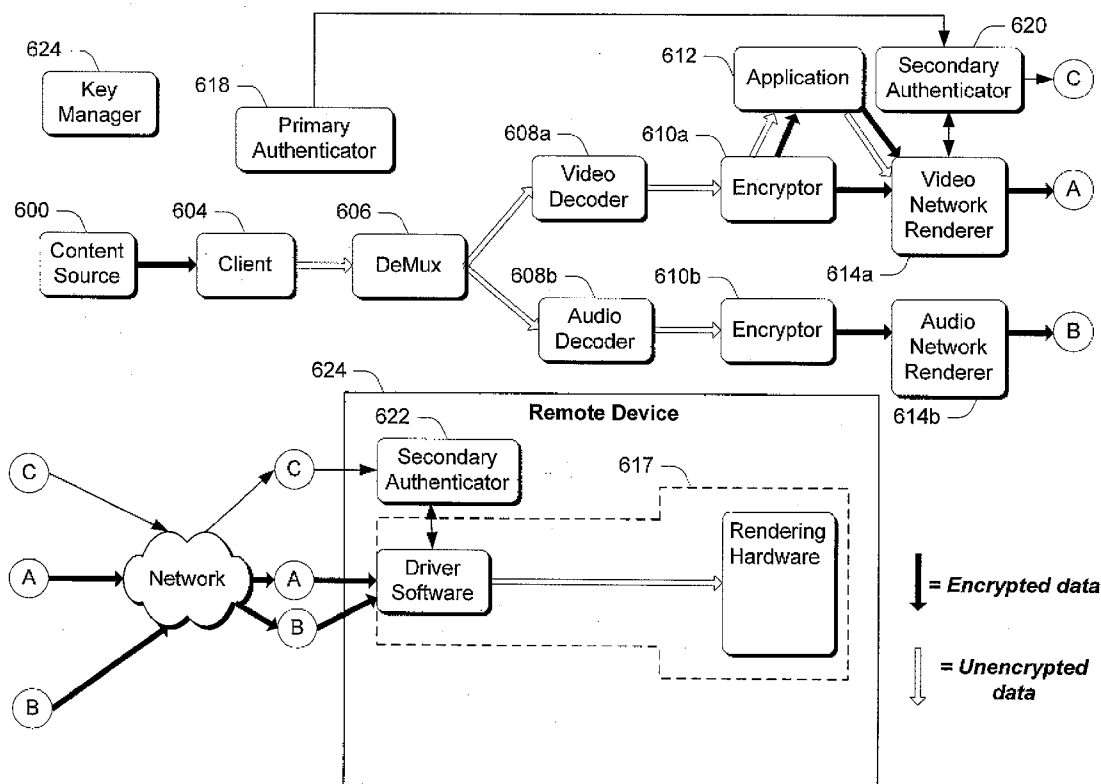 624
Key
Manager
618
Primary
Authenticator
612
Application
620
Secondary
Authenticator
C
608a
Video
Decoder
610a
Encryptor
Video
Network
Renderer
614a
A
600
Content
Source
604
Client
606
DeMux
608b
Audio
Decoder
610b
Encryptor
Audio
Network
Renderer
614b
B
624
Remote Device
622
Secondary
Authenticator
C
C
617
Rendering
Hardware
A
Network
A
Driver
Software
B
B
= Encrypted data
= Unencrypted
data